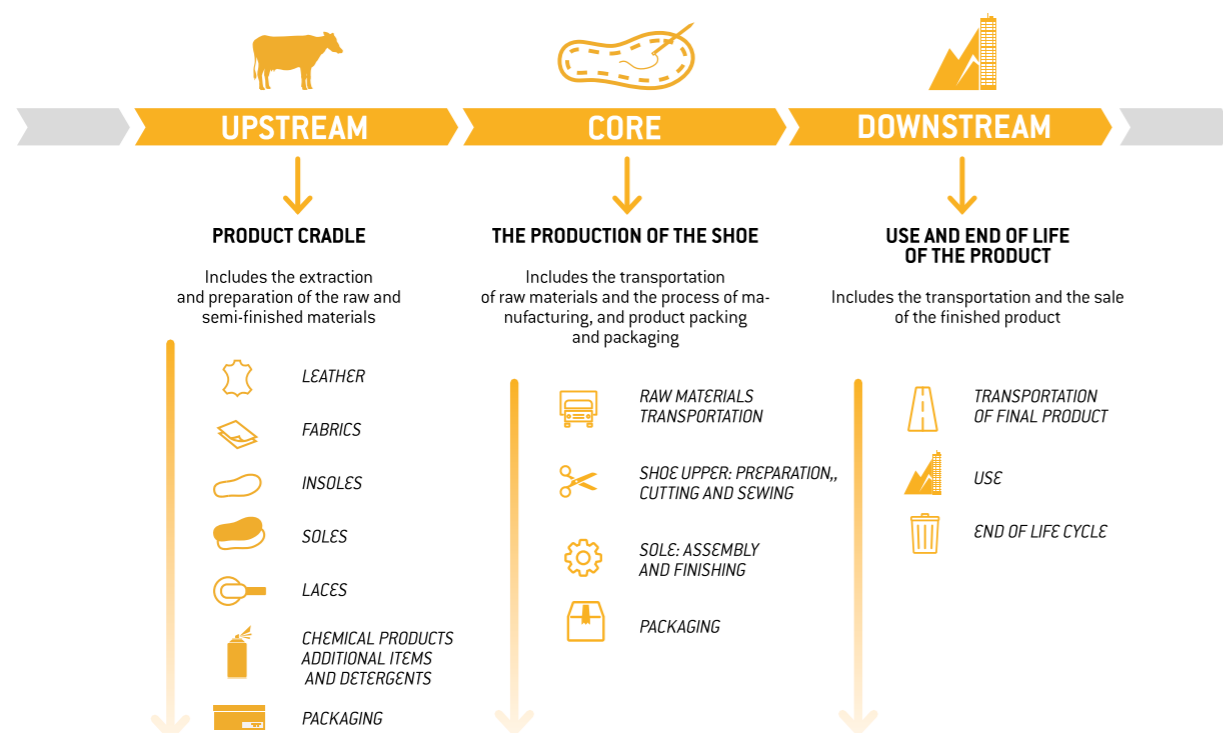 UPSTREAM
CORE
DOWNSTREAM
PRODUCT CRADLE
Includes the extraction
and preparation of the raw and
semi-finished materials
LEATHER
FABRICS
INSOLES
SOLES
LACES
CHEMICAL PRODUCTS
ADDITIONAL ITEMS
AND DETERGENTS
PACKAGING
THE PRODUCTION OF THE SHOE
Includes the transportation
of raw materials and the process of ma-
nufacturing, and product packing
and packaging
RAW MATERIALS
TRANSPORTATION
SHOE UPPER: PREPARATION,,
CUTTING AND SEWING
SOLE: ASSEMBLY
AND FINISHING
PACKAGING
USE AND END OF LIFE
OF THE PRODUCT
Includes the transportation and the sale
of the finished product
TRANSPORTATION
OF FINAL PRODUCT
USE
END OF LIFE CYCLE